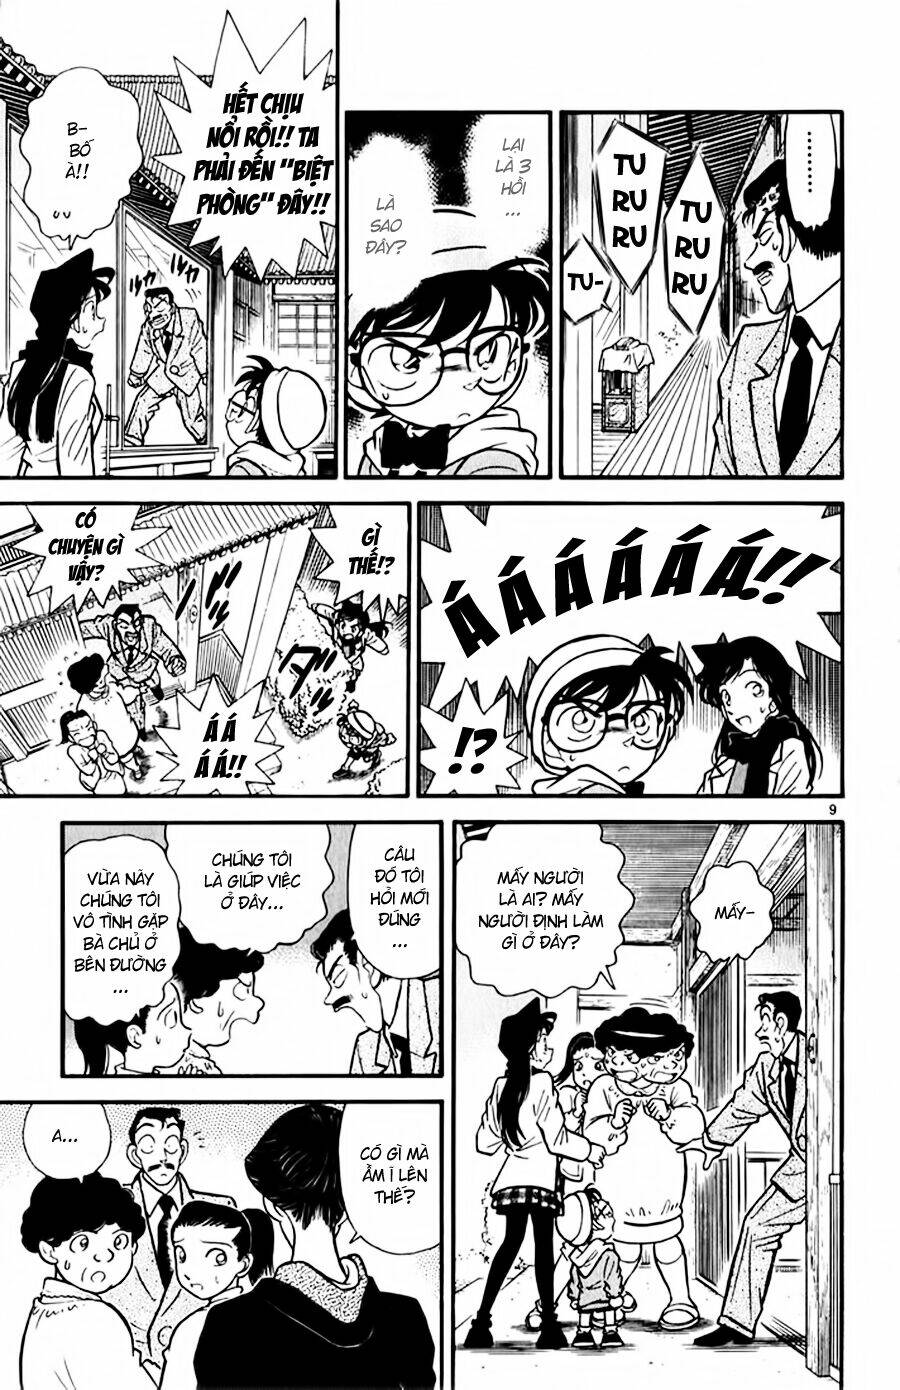 .........
TU
RU
RU
TU
RU
RU
TU-
LẠI
LÀ 3
HỒI
...
LÀ
SAO
ĐÂY?
HẾT CHỊU
NỔI RỒI!! TA
PHẢI ĐẾN "BIỆT
PHÒNG" ĐÂY!!
B-
BỐ
À!!
ÁÁÁÁÁÁ!!
!?
GÌ
THẾ!?
CÓ
CHUYỆN GÌ
VẬY?
Á Á
Á Á!!
9
MẤY-
MẤY NGƯỜI
LÀ AI? MẤY
NGƯỜI ĐỊNH LÀM
GÌ Ở ĐÂY?
CÂU
ĐÓ TÔI
HỎI MỚI
ĐÚNG
...
CHÚNG TÔI
LÀ GIÚP VIỆC
Ở ĐÂY...
VỪA NÃY
CHÚNG TÔI
VÔ TÌNH GẶP
BÀ CHỦ Ở
BÊN ĐƯỜNG
...
CÓ GÌ MÀ
ẦM Ĩ LÊN
THẾ?
A...